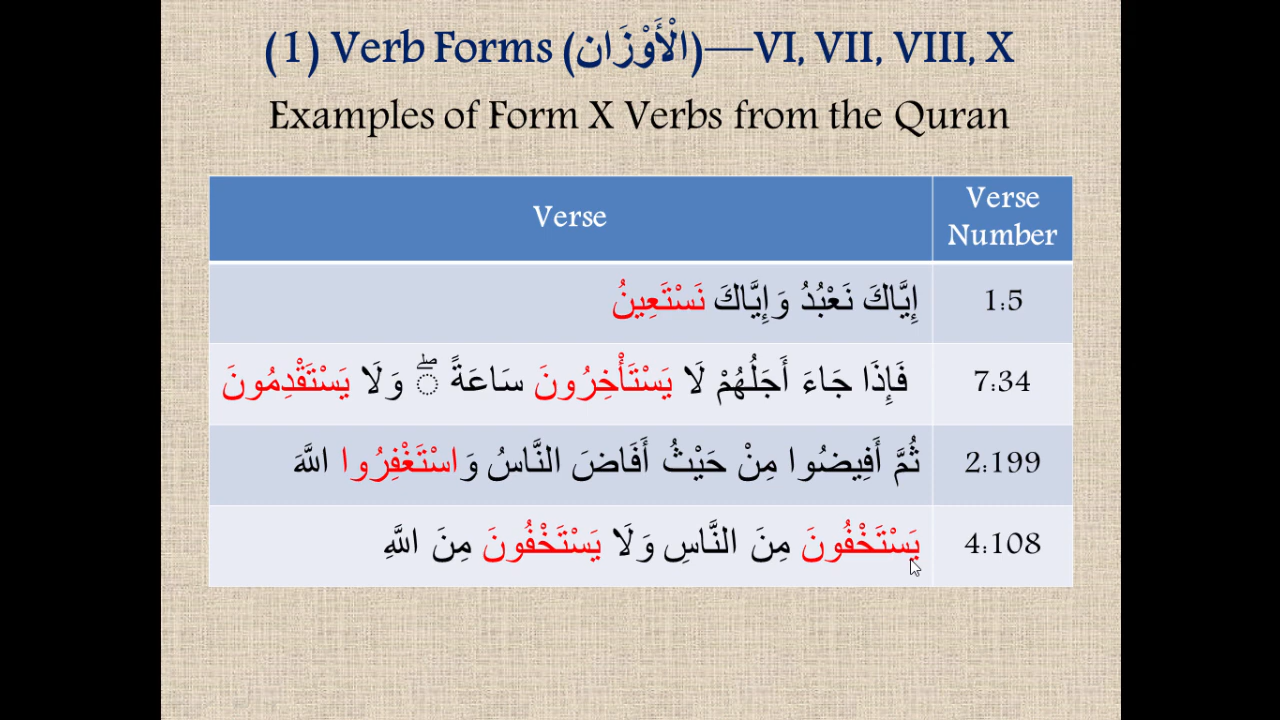 (1) Verb Forms (الْأَوْزَان)—VI, VII, VIII, X
Examples of Form X Verbs from the Quran
Verse
Verse Number
إِيَّاكَ نَعْبُدُ وَإِيَّاكَ نَسْتَعِينُ
1:5
فَإِذَا جَاءَ أَجَلُهُمْ لَا يَسْتَأْخِرُونَ سَاعَةً ۖ وَلَا يَسْتَقْدِمُونَ
7:34
ثُمَّ أَفِيضُوا مِنْ حَيْثُ أَفَاضَ النَّاسُ وَاسْتَغْفِرُوا اللَّهَ
2:199
يَسْتَخْفُونَ مِنَ النَّاسِ وَلَا يَسْتَخْفُونَ مِنَ اللَّهِ
4:108